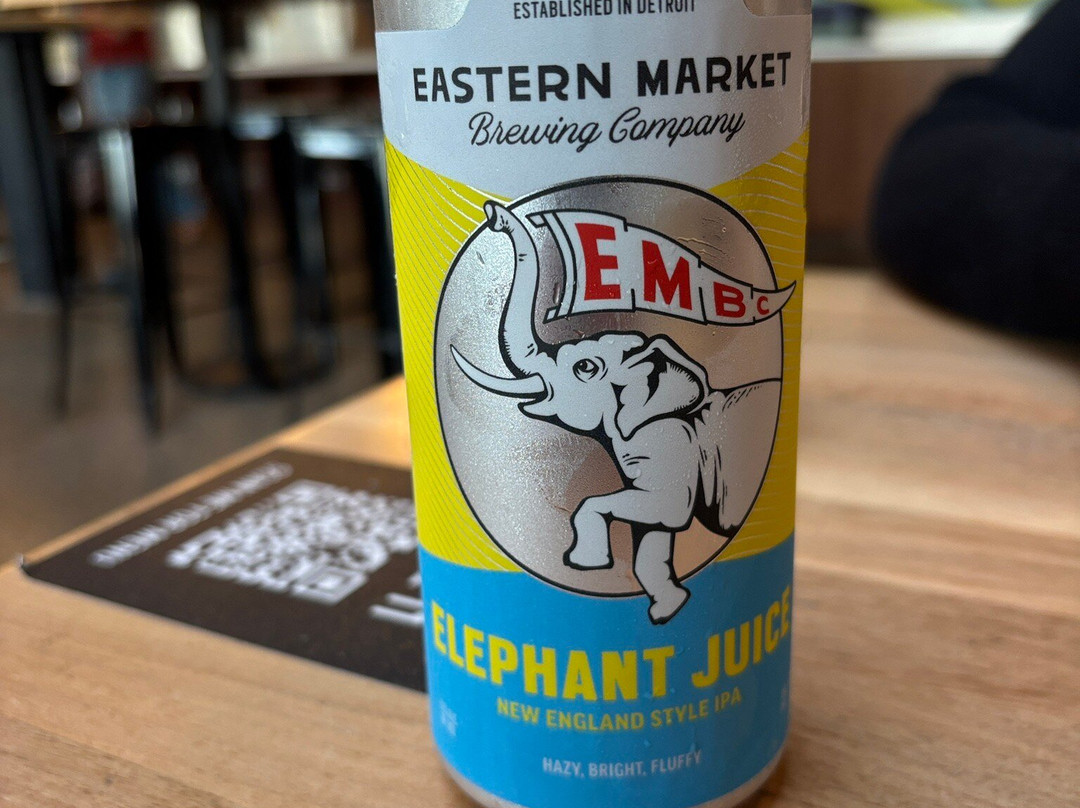 ESTABLISHED IN DETROIT
EASTERN MARKET
Brewing Company
EMBC
ELEPHANT JUICE
NEW ENGLAND STYLE IPA
HAZY, BRIGHT, FLUFFY